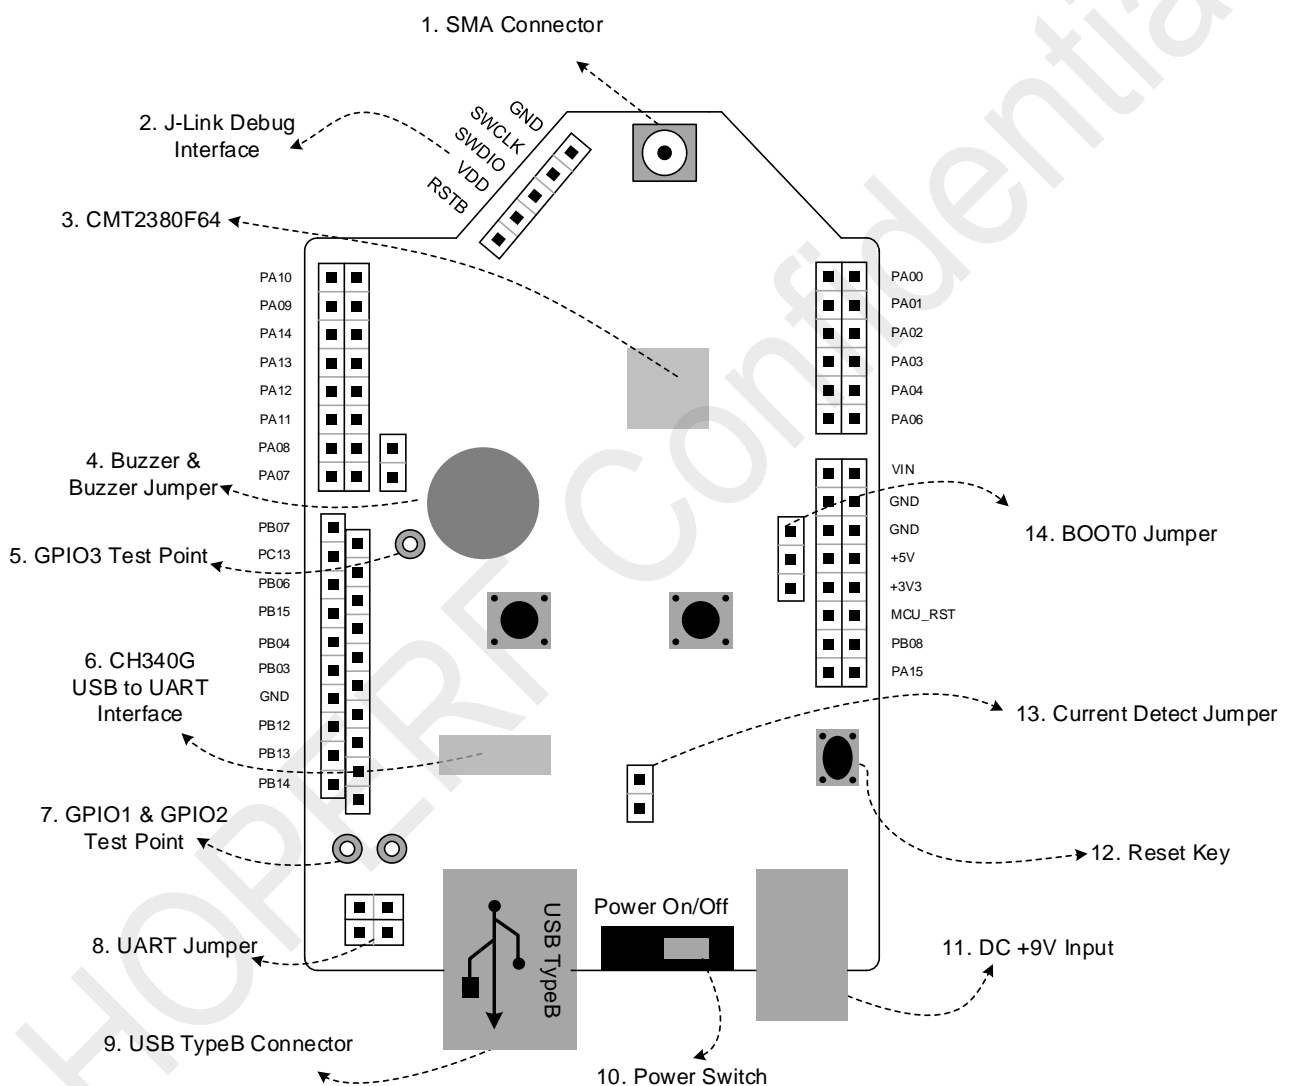 1. SMA Connector
2. J-Link Debug
Interface
GND
SWCLK
SWDIO
VDD
RSTB
3. CMT2380F64
PA10
PA09
PA14
PA13
PA12
PA11
PA08
PA07
4. Buzzer &
Buzzer Jumper
PB07
PC13
PB06
PB15
PB04
PB03
GND
PB12
PB13
PB14
5. GPIO3 Test Point
6. CH340G
USB to UART
Interface
7. GPIO1 & GPIO2
Test Point
8. UART Jumper
9. USB TypeB Connector
USB TypeB
Power On/Off
10. Power Switch
PA00
PA01
PA02
PA03
PA04
PA06
VIN
GND
GND
+5V
+3V3
MCU_RST
PB08
PA15
14. BOOT0 Jumper
13. Current Detect Jumper
12. Reset Key
11. DC +9V Input
HOPERF Confidential